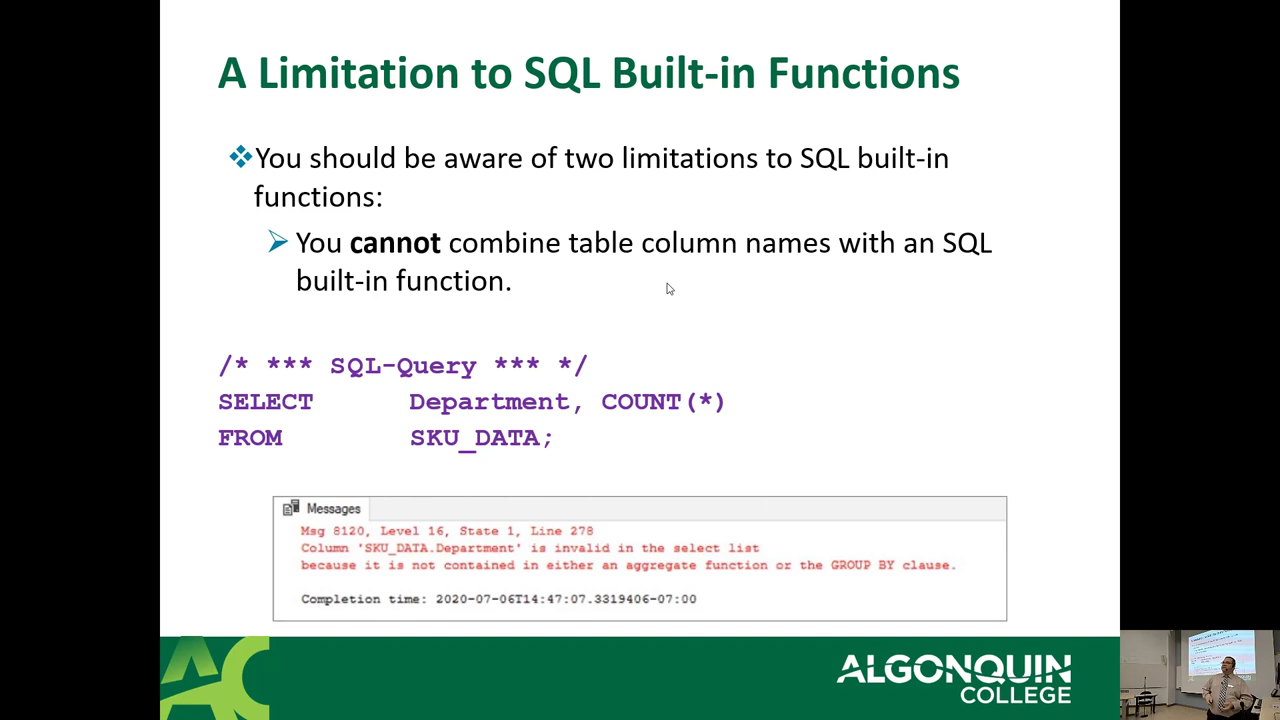 A Limitation to SQL Built-in Functions
You should be aware of two limitations to SQL built-in
functions:
You cannot combine table column names with an SQL
built-in function.
/* *** SQL-Query *** */
SELECT Department, COUNT(*)
FROM SKU_DATA;
Messages
Msg 8120, Level 16, State 1, Line 278
Column 'SKU_DATA.Department' is invalid in the select list
because it is not contained in either an aggregate function or the GROUP BY clause.
Completion time: 2020-07-06T14:47:07.3319406-07:00
AC
ALGONQUIN
COLLEGE